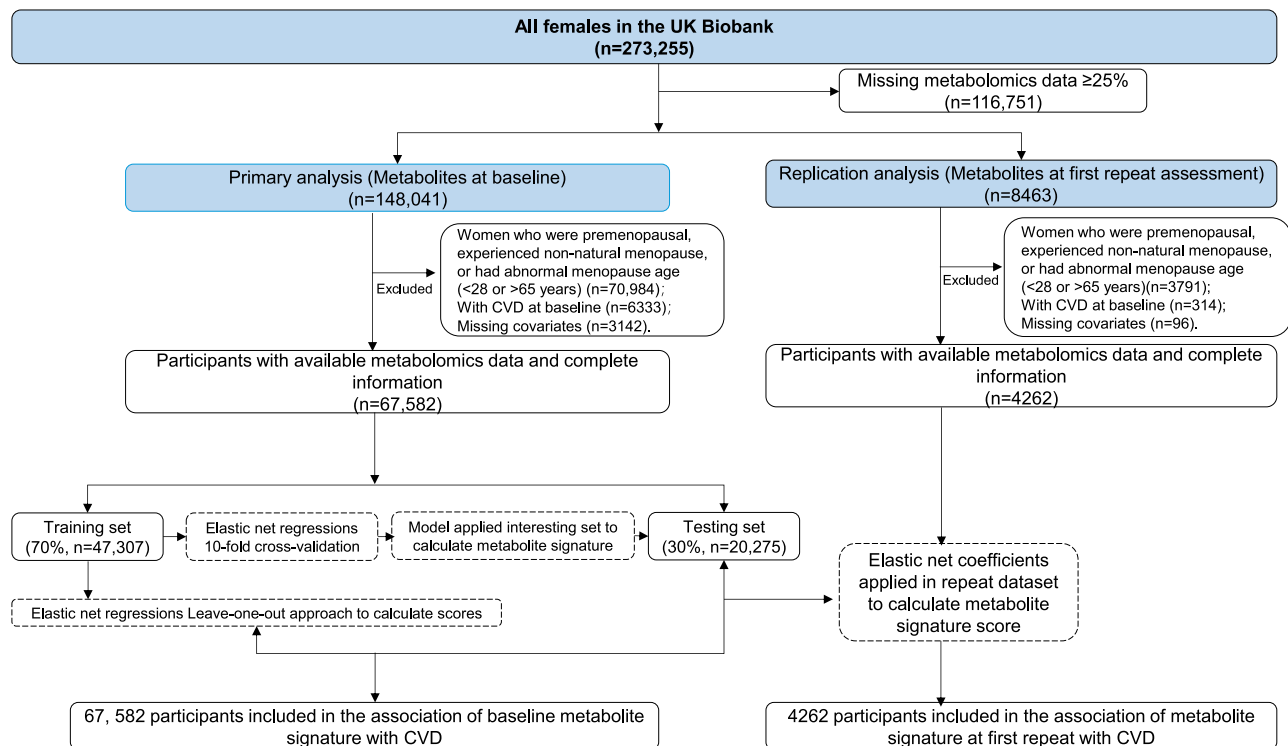 All females in the UK Biobank
(n=273,255)
Missing metabolomics data ≥25%
(n=116,751)
Primary analysis (Metabolites at baseline)
(n=148,041)
Replication analysis (Metabolites at first repeat assessment)
(n=8463)
Women who were premenopausal,
experienced non-natural menopause,
or had abnormal menopause age
(<28 or >65 years) (n=70,984);
With CVD at baseline (n=6333);
Missing covariates (n=3142).
Excluded
Women who were premenopausal,
experienced non-natural menopause,
or had abnormal menopause age
(<28 or >65 years)(n=3791);
With CVD at baseline (n=314);
Missing covariates (n=96).
Excluded
Participants with available metabolomics data and complete
information
(n=67,582)
Participants with available metabolomics data and complete
information
(n=4262)
Training set
(70%, n=47,307)
Elastic net regressions
10-fold cross-validation
Model applied interesting set to
calculate metabolite signature
Testing set
(30%, n=20,275)
Elastic net coefficients
applied in repeat dataset
to calculate metabolite
signature score
Elastic net regressions Leave-one-out approach to calculate scores
67, 582 participants included in the association of baseline metabolite
signature with CVD
4262 participants included in the association of metabolite
signature at first repeat with CVD